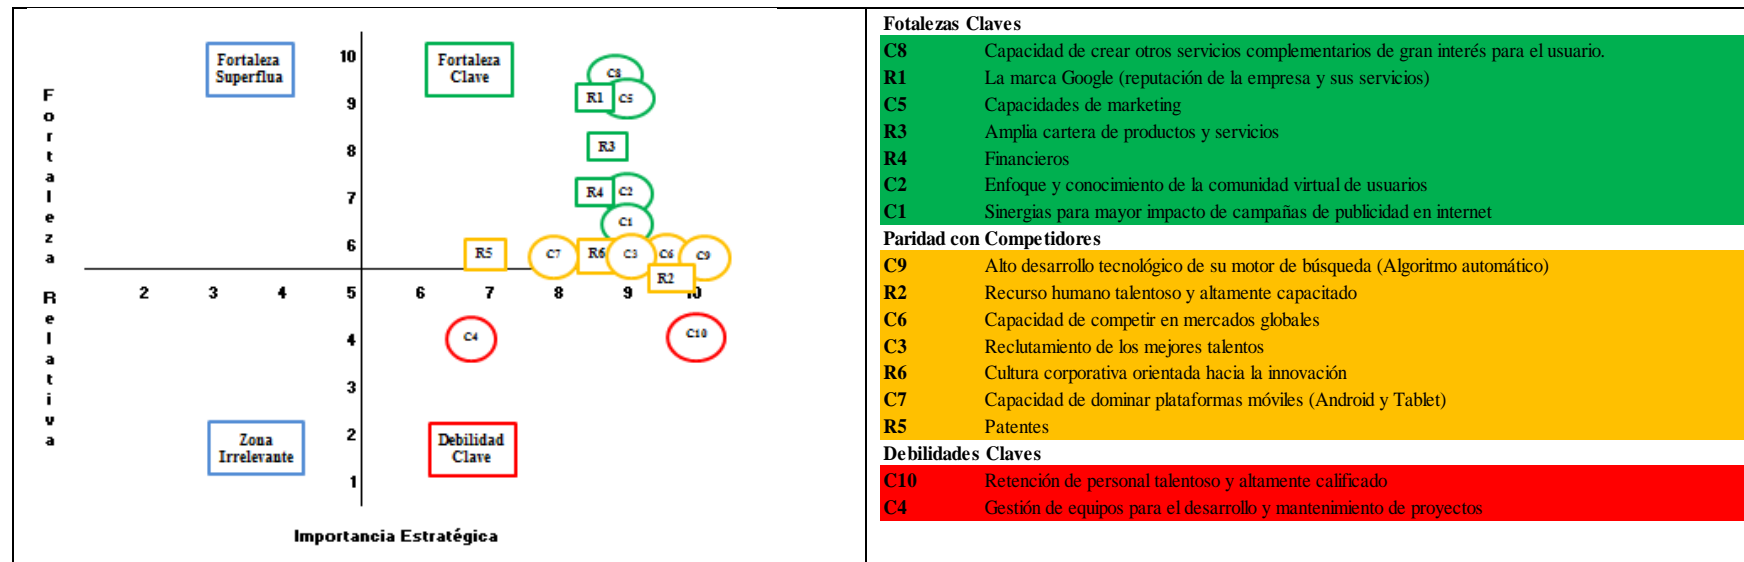 Fortaleza Relativa
Fortaleza
Superflua
Fortaleza
Clave
10
9
8
7
6
5
4
3
2
1
2
3
4
6
7
8
9
10
C8
R1
C5
R3
R4
C2
C1
R5
C7
R6
C3
C6
C9
R2
C4
C10
Zona
Irrelevante
Debilidad
Clave
Importancia Estratégica
Fotalezas Claves
C8 Capacidad de crear otros servicios complementarios de gran interés para el usuario.
R1 La marca Google (reputación de la empresa y sus servicios)
C5 Capacidades de marketing
R3 Amplia cartera de productos y servicios
R4 Financieros
C2 Enfoque y conocimiento de la comunidad virtual de usuarios
C1 Sinergias para mayor impacto de campañas de publicidad en internet
Paridad con Competidores
C9 Alto desarrollo tecnológico de su motor de búsqueda (Algoritmo automático)
R2 Recurso humano talentoso y altamente capacitado
C6 Capacidad de competir en mercados globales
C3 Reclutamiento de los mejores talentos
R6 Cultura corporativa orientada hacia la innovación
C7 Capacidad de dominar plataformas móviles (Android y Tablet)
R5 Patentes
Debilidades Claves
C10 Retención de personal talentoso y altamente calificado
C4 Gestión de equipos para el desarrollo y mantenimiento de proyectos